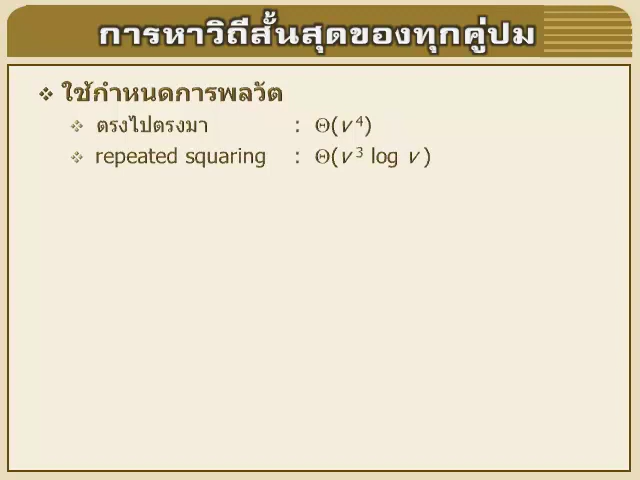 การหาวิถีสั้นสุดของทุกคู่ปม
❖ ใช้กำหนดการพลวัต
❖ ตรงไปตรงมา : Θ(v⁴)
❖ repeated squaring : Θ(v³ log v)